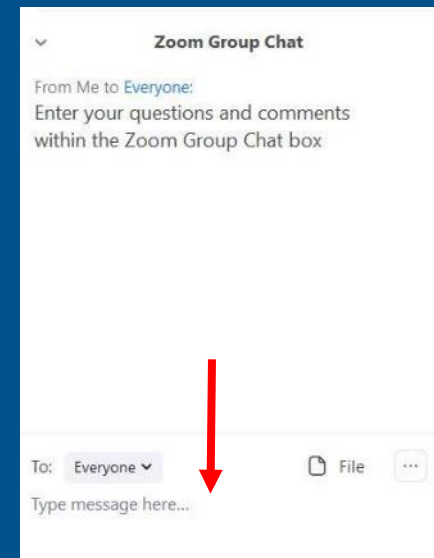 Zoom Group Chat
From Me to Everyone:
Enter your questions and comments
within the Zoom Group Chat box
To: Everyone File ...
Type message here...